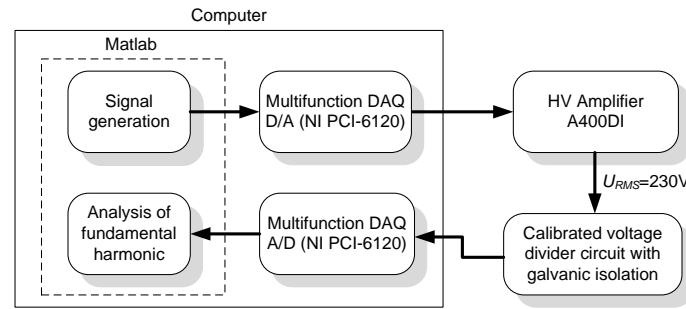 Computer
Matlab
Signal
generation
Multifunction DAQ
D/A (NI PCI-6120)
HV Amplifier
A400DI
U_RMS=230V
Analysis of
fundamental
harmonic
Multifunction DAQ
A/D (NI PCI-6120)
Calibrated voltage
divider circuit with
galvanic isolation